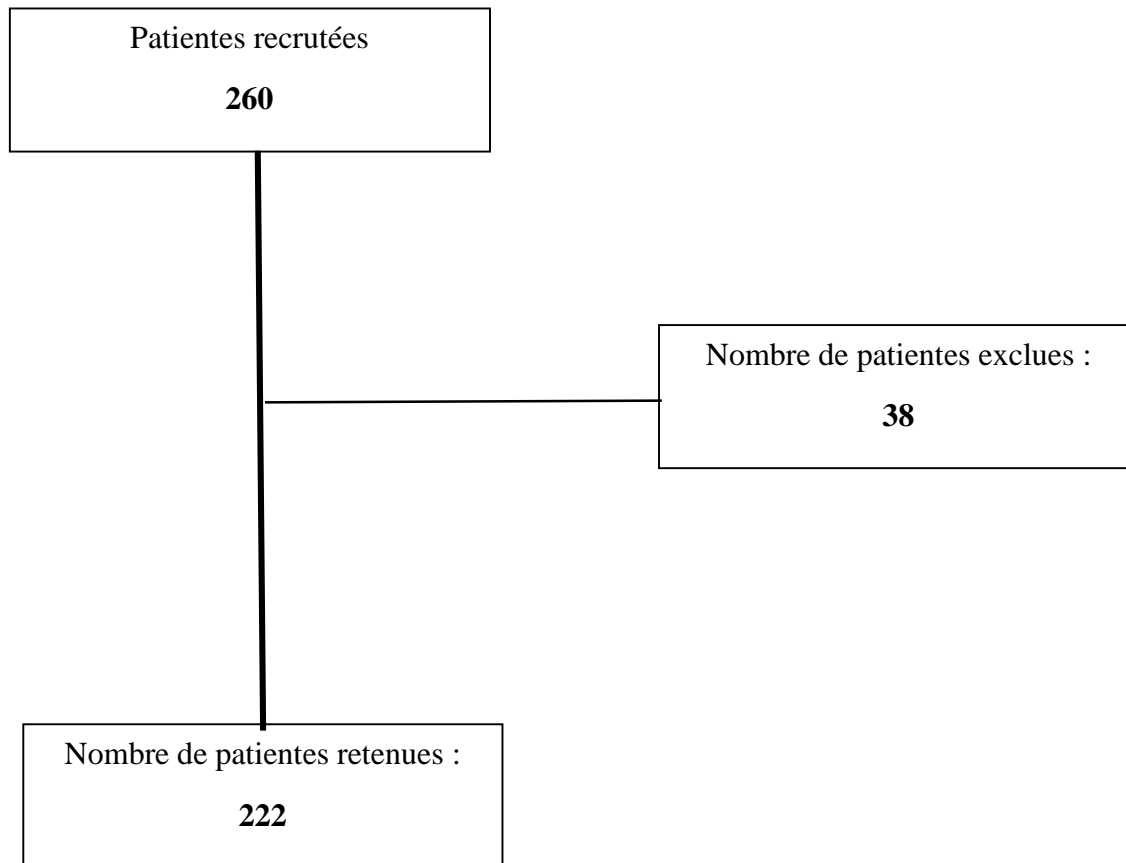 Patientes recrutées
260
Nombre de patientes exclues :
38
Nombre de patientes retenues :
222